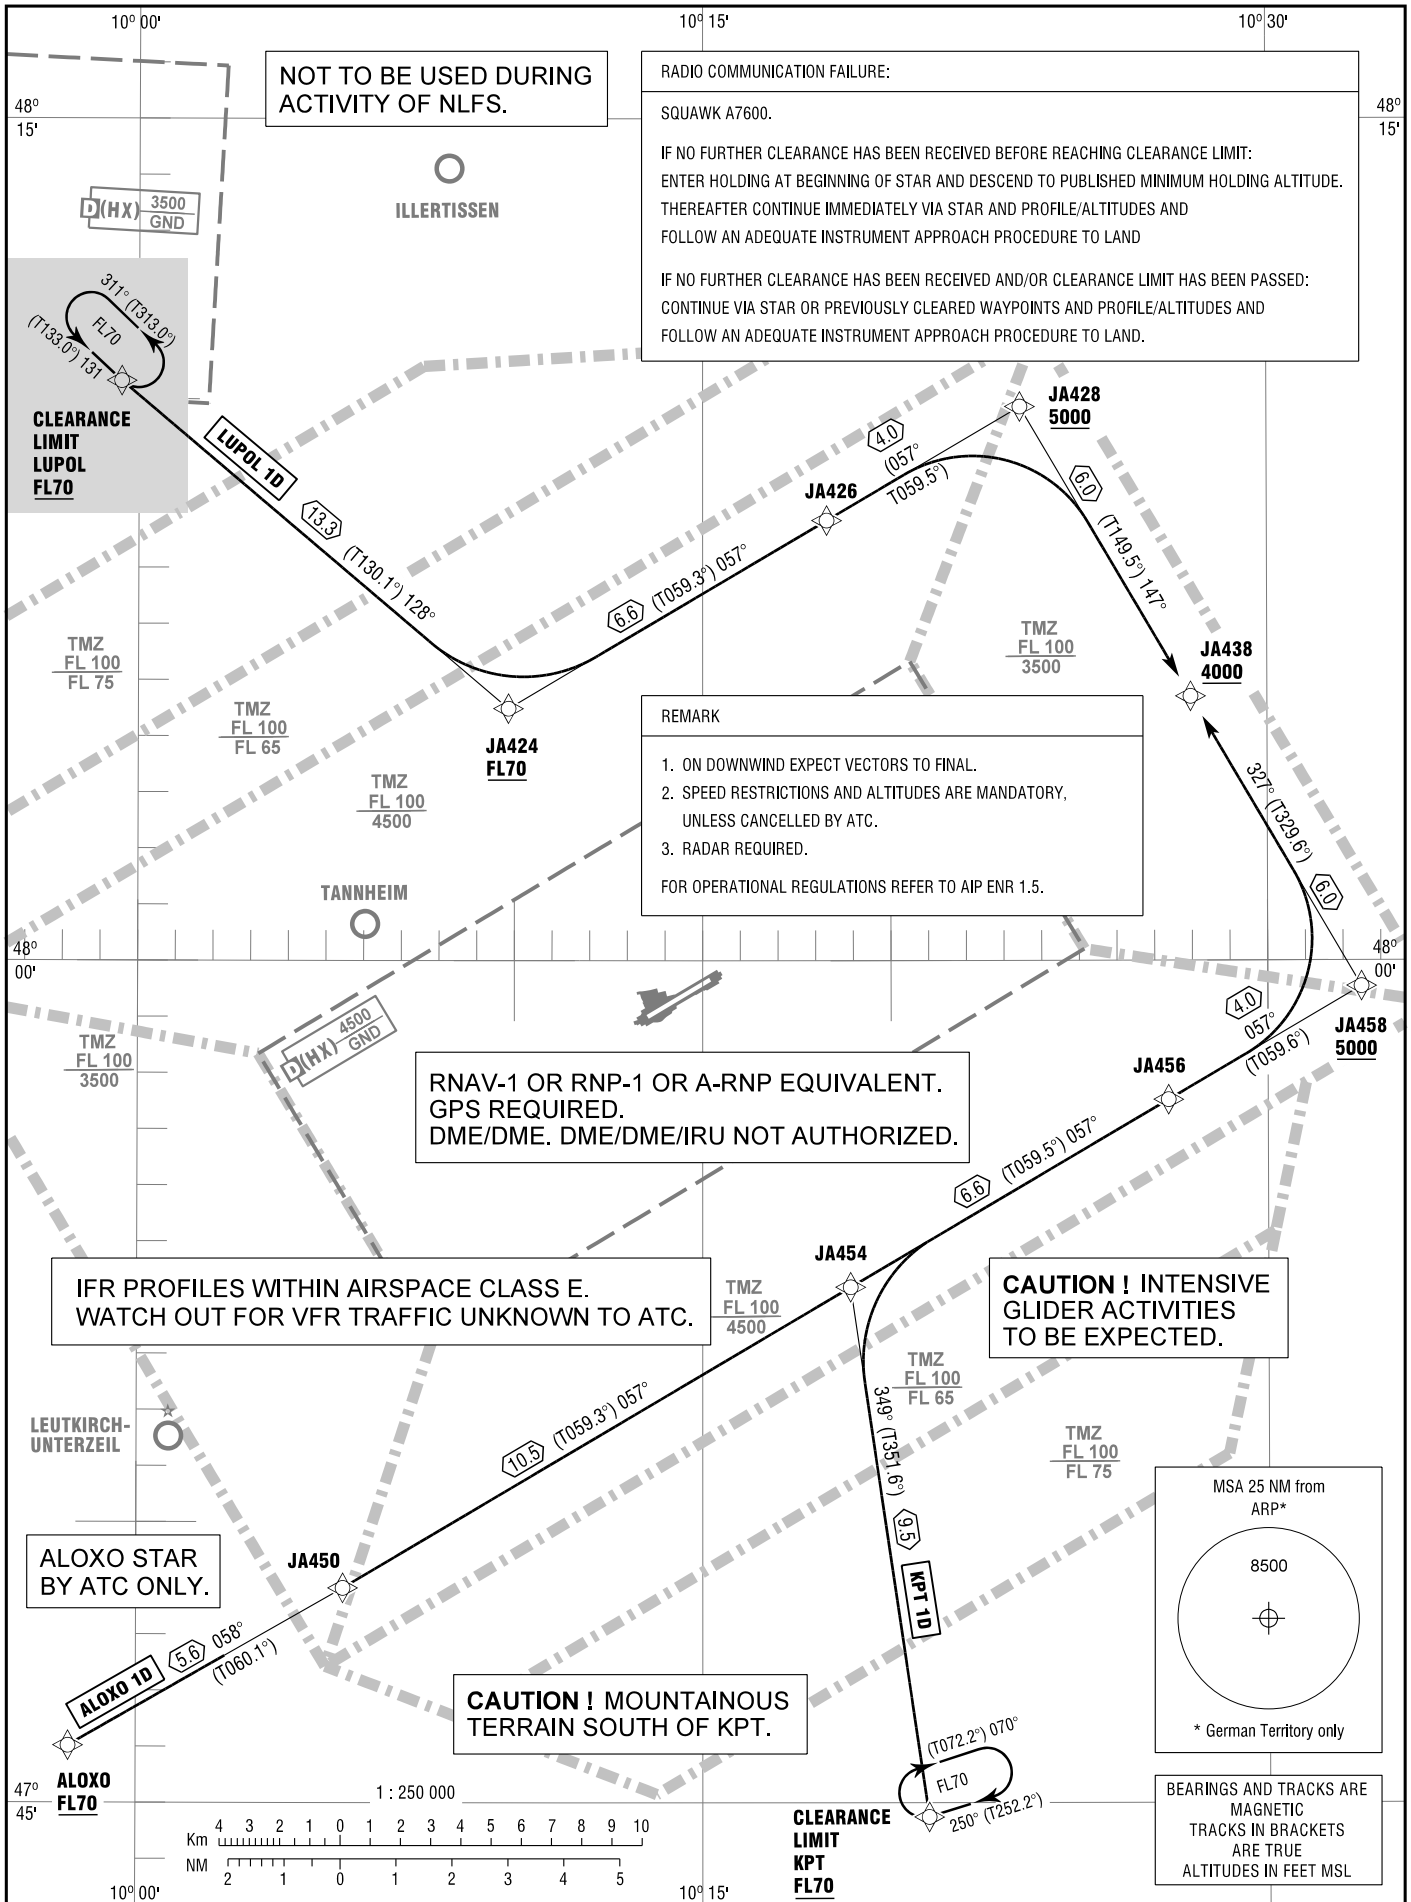 10° 00'
10° 15'
10° 30'
48°
15'
48°
15'
NOT TO BE USED DURING
ACTIVITY OF NLFS.
RADIO COMMUNICATION FAILURE:
SQUAWK A7600.
IF NO FURTHER CLEARANCE HAS BEEN RECEIVED BEFORE REACHING CLEARANCE LIMIT:
ENTER HOLDING AT BEGINNING OF STAR AND DESCEND TO PUBLISHED MINIMUM HOLDING ALTITUDE.
THEREAFTER CONTINUE IMMEDIATELY VIA STAR AND PROFILE/ALTITUDES AND
FOLLOW AN ADEQUATE INSTRUMENT APPROACH PROCEDURE TO LAND
IF NO FURTHER CLEARANCE HAS BEEN RECEIVED AND/OR CLEARANCE LIMIT HAS BEEN PASSED:
CONTINUE VIA STAR OR PREVIOUSLY CLEARED WAYPOINTS AND PROFILE/ALTITUDES AND
FOLLOW AN ADEQUATE INSTRUMENT APPROACH PROCEDURE TO LAND.
ILLERTISSEN
D(HX) 3500
GND
311° (T313.0°)
FL70
(T133.0°) 131
CLEARANCE
LIMIT
LUPOL
FL70
LUPOL 1D
13.3 (T130.1°) 128°
JA424
FL70
6.6 (T059.3°) 057°
JA426
4.0
(057°
T059.5°)
JA428
5000
6.0 (T149.5°) 147°
JA438
4000
TMZ
FL 100
3500
TMZ
FL 100
FL 75
TMZ
FL 100
FL 65
TMZ
FL 100
4500
REMARK
1. ON DOWNWIND EXPECT VECTORS TO FINAL.
2. SPEED RESTRICTIONS AND ALTITUDES ARE MANDATORY,
UNLESS CANCELLED BY ATC.
3. RADAR REQUIRED.
FOR OPERATIONAL REGULATIONS REFER TO AIP ENR 1.5.
327° (T329.6°)
6.0
TANNHEIM
48°
00'
48°
00'
JA458
5000
4.0
057°
(T059.6°)
D(HX) 4500
GND
TMZ
FL 100
3500
RNAV-1 OR RNP-1 OR A-RNP EQUIVALENT.
GPS REQUIRED.
DME/DME. DME/DME/IRU NOT AUTHORIZED.
JA456
6.6 (T059.5°) 057°
JA454
IFR PROFILES WITHIN AIRSPACE CLASS E.
WATCH OUT FOR VFR TRAFFIC UNKNOWN TO ATC.
TMZ
FL 100
4500
CAUTION ! INTENSIVE
GLIDER ACTIVITIES
TO BE EXPECTED.
TMZ
FL 100
FL 65
TMZ
FL 100
FL 75
LEUTKIRCH-
UNTERZEIL
10.5 (T059.3°) 057°
349° (T351.6°) 9.5
KPT 1D
MSA 25 NM from
ARP*
8500
* German Territory only
ALOXO STAR
BY ATC ONLY.
JA450
5.6 058°
(T060.1°)
ALOXO 1D
ALOXO
FL70
CAUTION ! MOUNTAINOUS
TERRAIN SOUTH OF KPT.
(T072.2°) 070°
FL70
250° (T252.2°)
CLEARANCE
LIMIT
KPT
FL70
BEARINGS AND TRACKS ARE
MAGNETIC
TRACKS IN BRACKETS
ARE TRUE
ALTITUDES IN FEET MSL
47°
45'
1 : 250 000
Km 4 3 2 1 0 1 2 3 4 5 6 7 8 9 10
NM 2 1 0 1 2 3 4 5
10° 00'
10° 15'